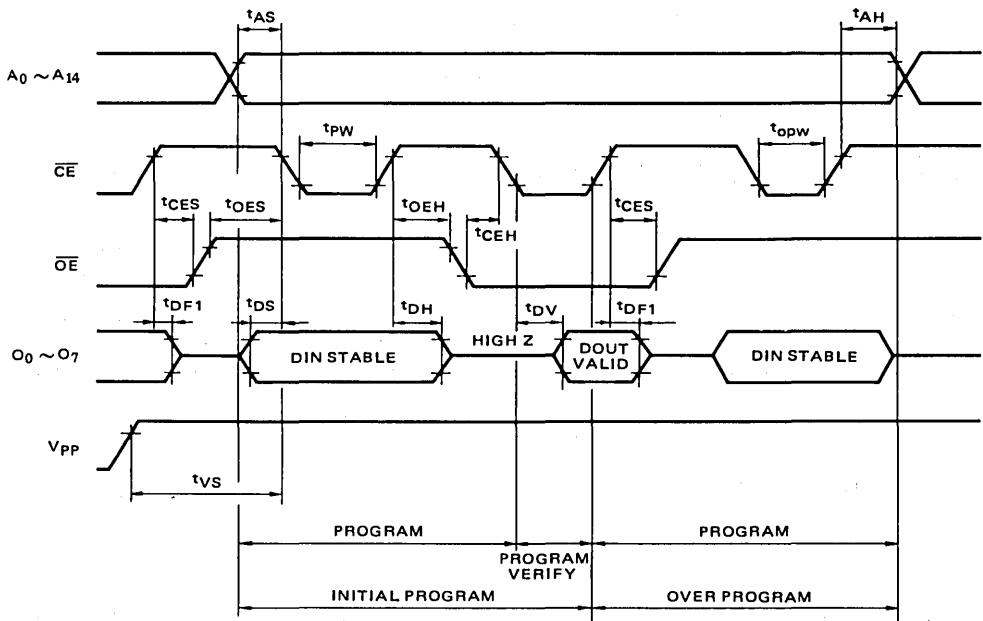 tAS
tAH
A0 ~ A14
tPW
topw
CE
tCES
tOES
tOEH
tCEH
tCES
OE
tDF1
tDS
tDH
tDV
tDF1
O0 ~ O7
DIN STABLE
HIGH Z
DOUT
VALID
DIN STABLE
VPP
tVS
PROGRAM
PROGRAM
VERIFY
PROGRAM
INITIAL PROGRAM
OVER PROGRAM